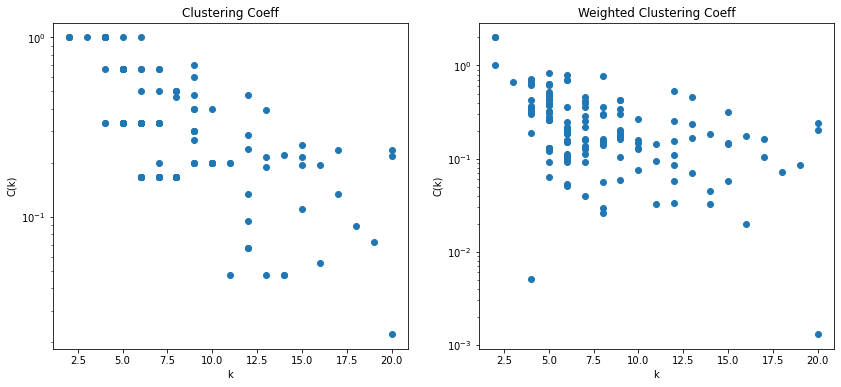 Clustering Coeff
10⁰
10⁻¹
C(k)
2.5 5.0 7.5 10.0 12.5 15.0 17.5 20.0
k
Weighted Clustering Coeff
10⁰
10⁻¹
10⁻²
10⁻³
C(k)
2.5 5.0 7.5 10.0 12.5 15.0 17.5 20.0
k